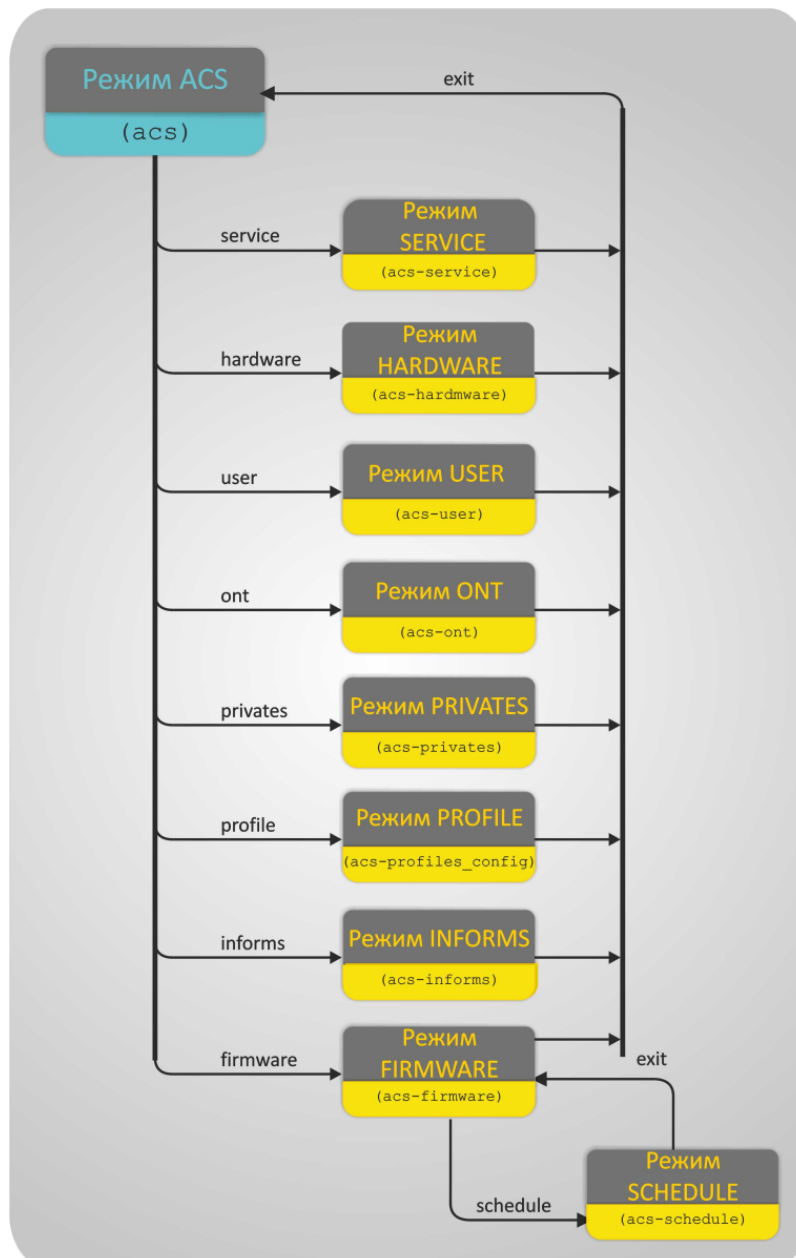 Режим ACS
(acs)
exit
service
Режим
SERVICE
(acs-service)
hardware
Режим
HARDWARE
(acs-hardmware)
user
Режим USER
(acs-user)
ont
Режим ONT
(acs-ont)
privates
Режим PRIVATES
(acs-privates)
profile
Режим PROFILE
(acs-profiles_config)
informs
Режим INFORMS
(acs-informs)
firmware
Режим
FIRMWARE
(acs-firmware)
exit
schedule
Режим
SCHEDULE
(acs-schedule)